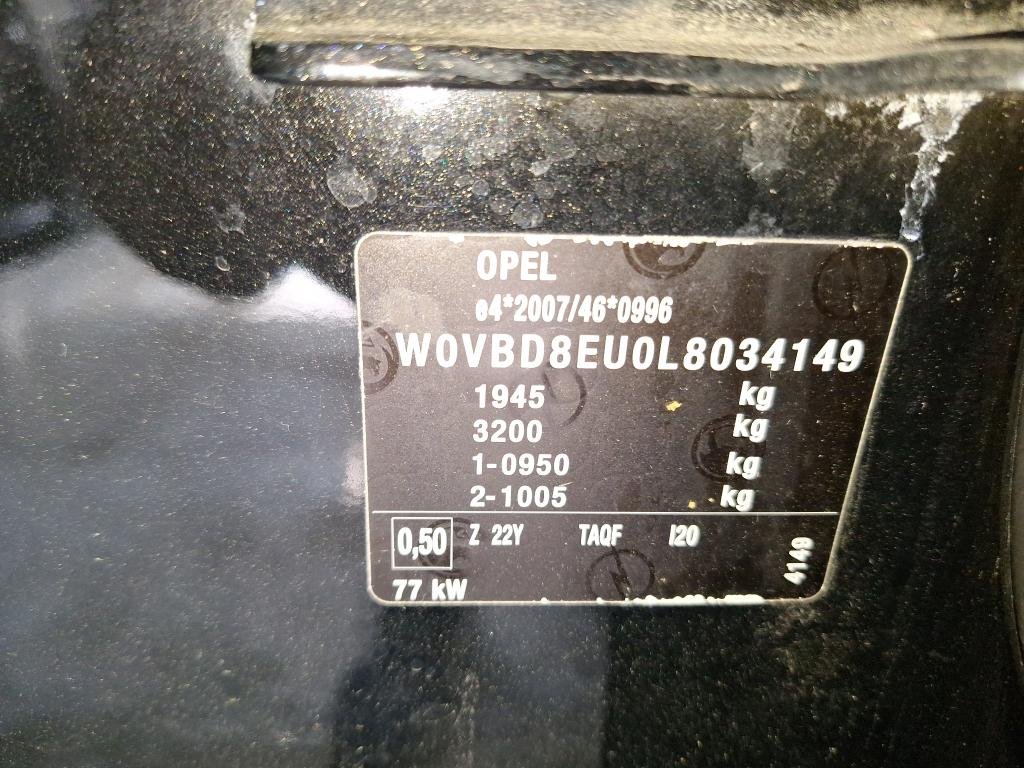 OPEL
e4*2007/46*0996
W0VBD8EU0L8034149
1945 kg
3200 kg
1-0950 kg
2-1005 kg
0,50 Z 22Y TAQF I20
77 kW
4149